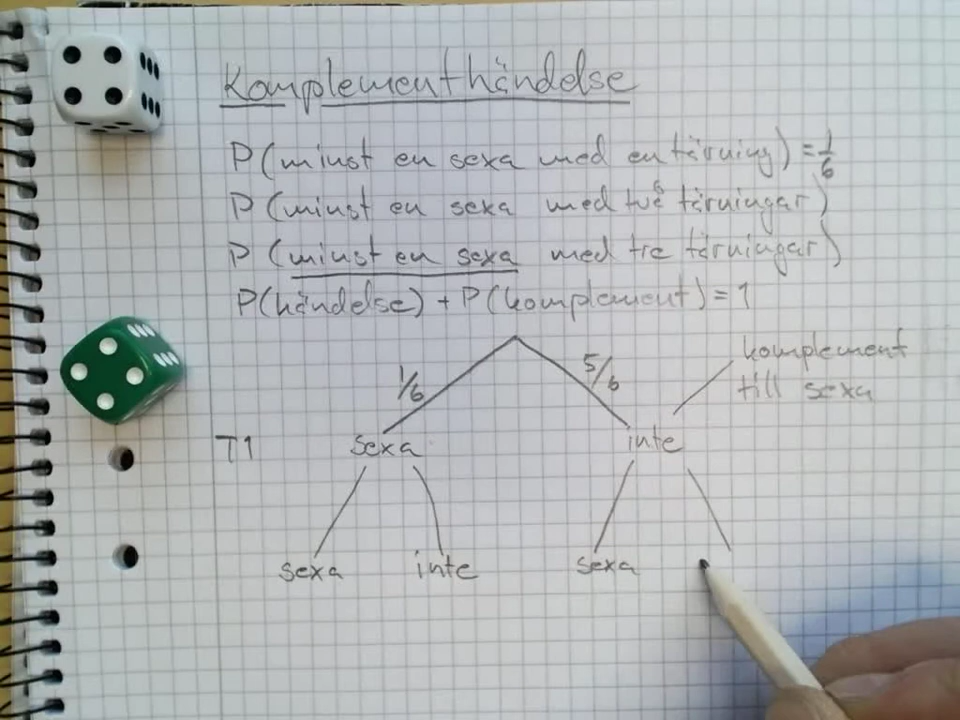 Komplementhändelse
P (minst en sexa med en tärning) = 1/6
P (minst en sexa med två tärningar)
P (minst en sexa med tre tärningar)
P(händelse) + P(komplement) = 1
1/6 5/6 komplement
till sexa
T1 sexa inte
sexa inte sexa